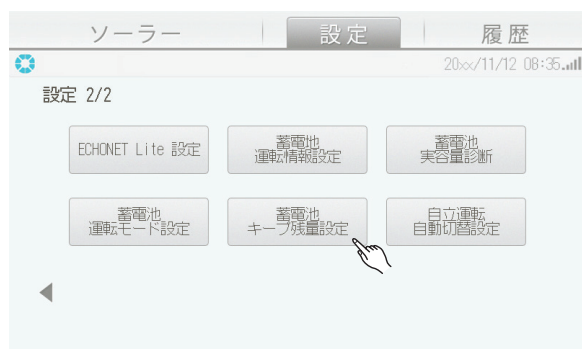 ソーラー 設定 履歴
20xx/11/12 08:35
設定 2/2
ECHONET Lite 設定
蓄電地
運転情報設定
蓄電池
実容量診断
蓄電池
運転モード設定
蓄電池
キープ残量設定
自立運転
自動切替設定